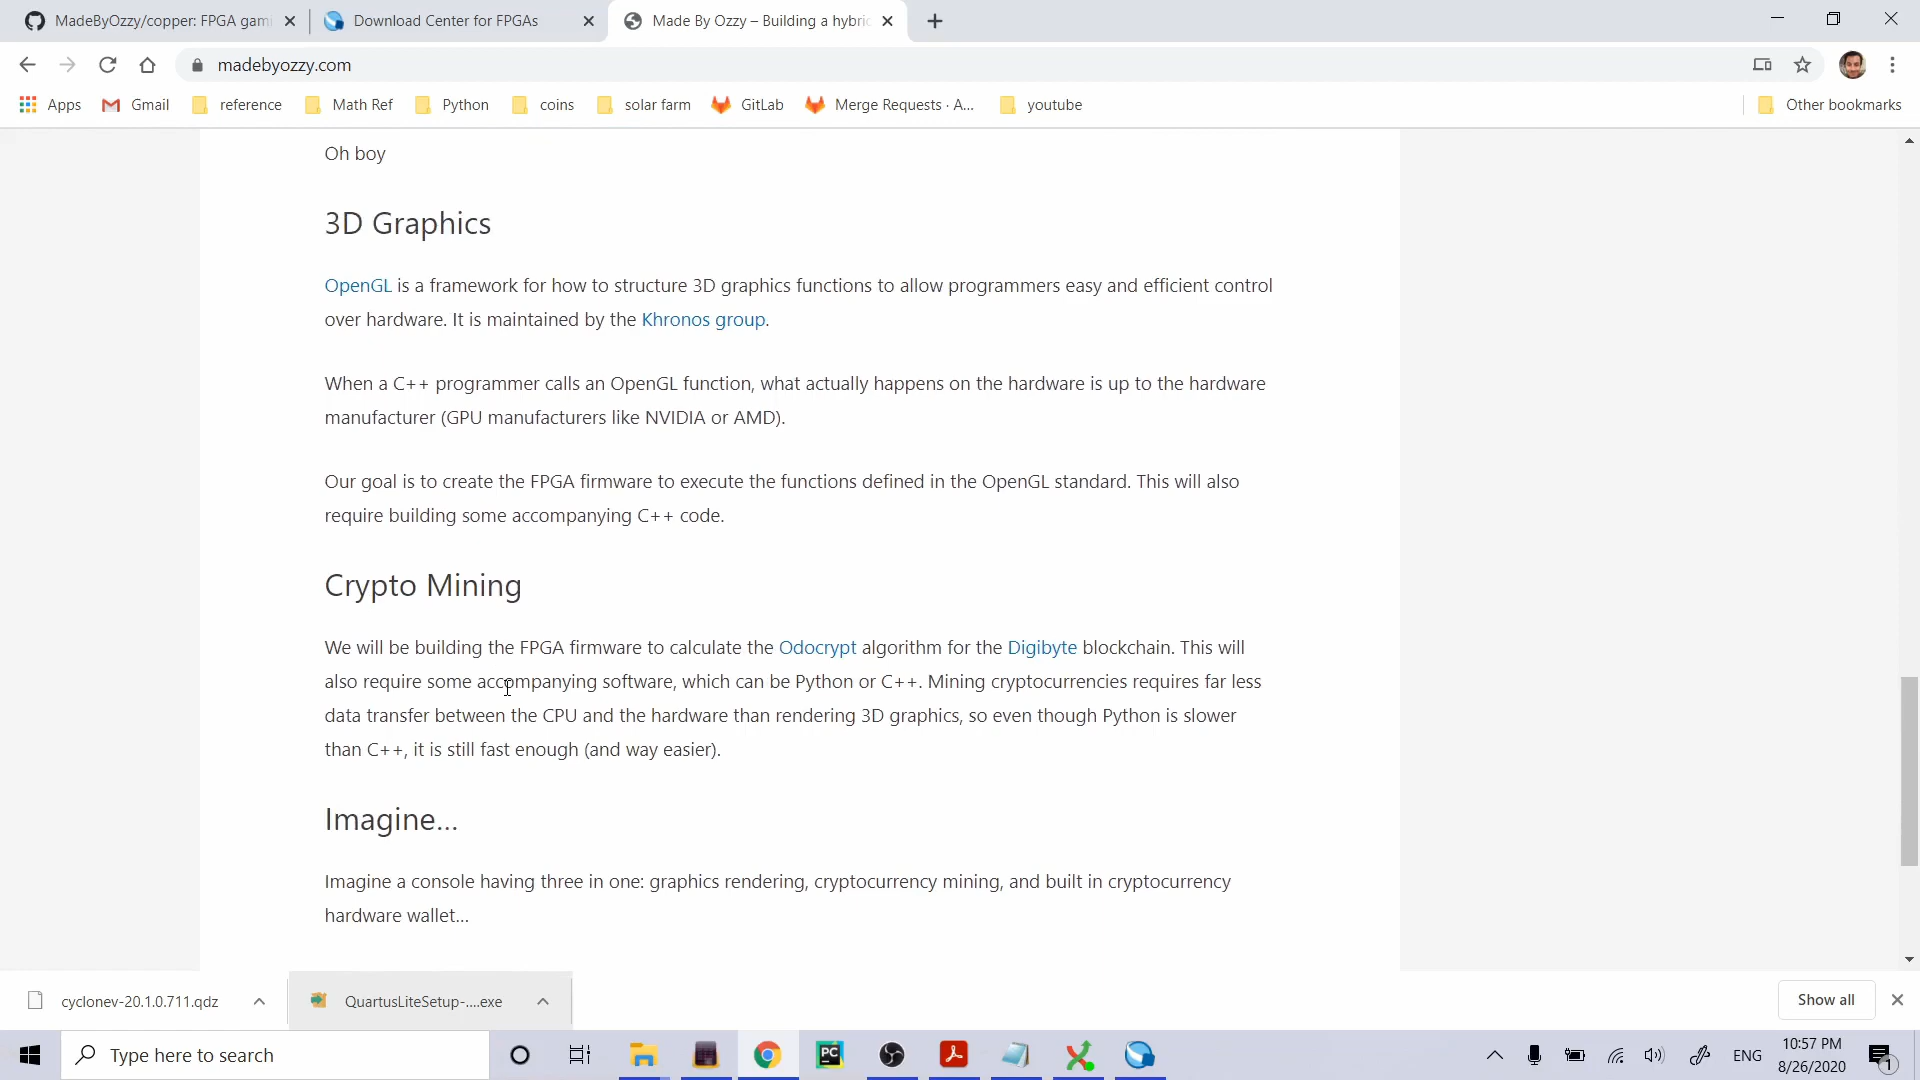 MadeByOzzy/copper: FPGA gam
Download Center for FPGAs
Made By Ozzy – Building a hybri
madebyozzy.com
Apps
Gmail
reference
Math Ref
Python
coins
solar farm
GitLab
Merge Requests · A...
youtube
Other bookmarks
Oh boy
3D Graphics
OpenGL is a framework for how to structure 3D graphics functions to allow programmers easy and efficient control
over hardware. It is maintained by the Khronos group.
When a C++ programmer calls an OpenGL function, what actually happens on the hardware is up to the hardware
manufacturer (GPU manufacturers like NVIDIA or AMD).
Our goal is to create the FPGA firmware to execute the functions defined in the OpenGL standard. This will also
require building some accompanying C++ code.
Crypto Mining
We will be building the FPGA firmware to calculate the Odocrypt algorithm for the Digibyte blockchain. This will
also require some accompanying software, which can be Python or C++. Mining cryptocurrencies requires far less
data transfer between the CPU and the hardware than rendering 3D graphics, so even though Python is slower
than C++, it is still fast enough (and way easier).
Imagine...
Imagine a console having three in one: graphics rendering, cryptocurrency mining, and built in cryptocurrency
hardware wallet...
cyclonev-20.1.0.711.qdz
QuartusLiteSetup-....exe
Show all
Type here to search
PC
ENG
10:57 PM
8/26/2020
1